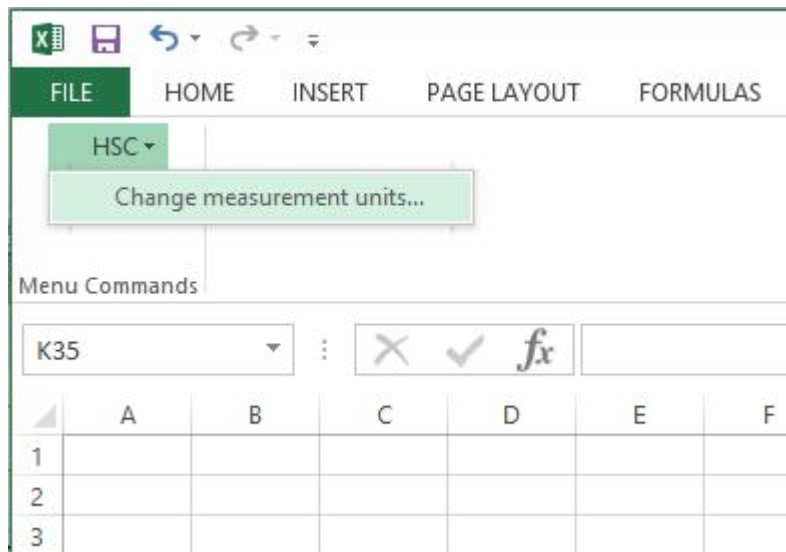 FILE HOME INSERT PAGE LAYOUT FORMULAS
HSC
Change measurement units...
Menu Commands
K35 fx
A B C D E F
1
2
3